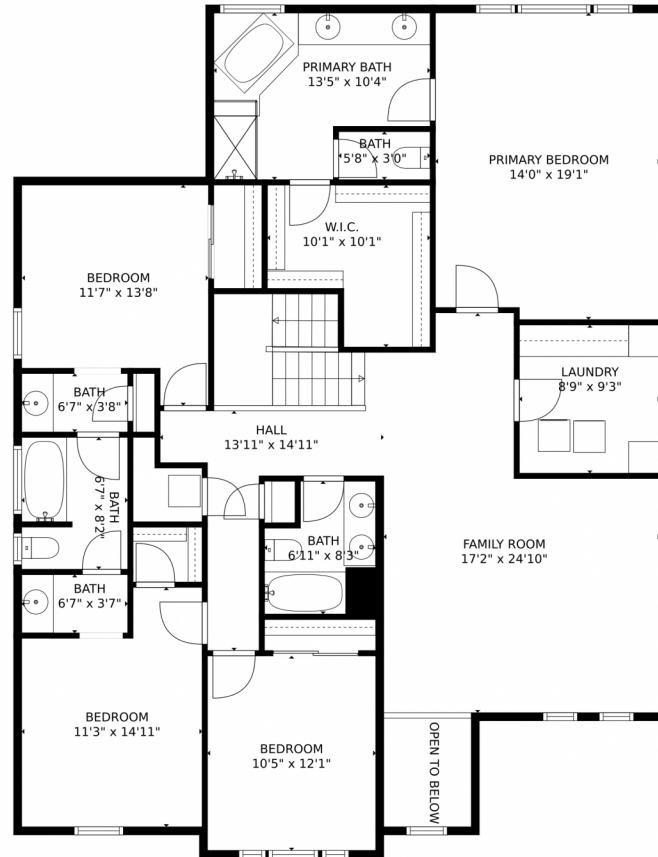 PRIMARY BATH
13'5" x 10'4"
BATH
5'8" x 3'0"
PRIMARY BEDROOM
14'0" x 19'1"
W.I.C.
10'1" x 10'1"
BEDROOM
11'7" x 13'8"
LAUNDRY
8'9" x 9'3"
BATH
6'7" x 3'8"
HALL
13'11" x 14'11"
BATH
6'7" x 8'2"
BATH
6'11" x 8'3"
FAMILY ROOM
17'2" x 24'10"
BATH
6'7" x 3'7"
BEDROOM
11'3" x 14'11"
BEDROOM
10'5" x 12'1"
OPEN TO BELOW